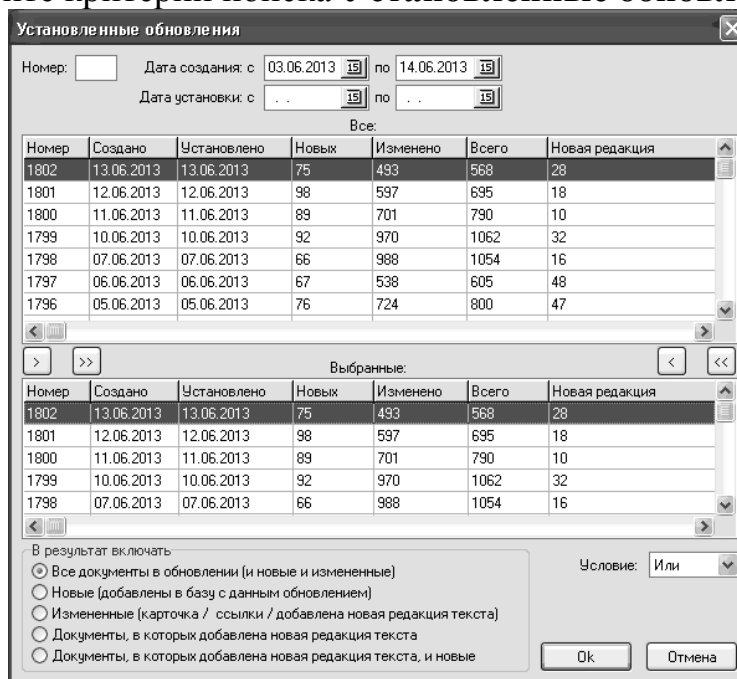 Установленные обновления
Номер: Дата создания: с 03.06.2013 15 по 14.06.2013 15
Дата установки: с . . 15 по . . 15
Все:
Номер Создано Установлено Новых Изменено Всего Новая редакция
1802 13.06.2013 13.06.2013 75 493 568 28
1801 12.06.2013 12.06.2013 98 597 695 18
1800 11.06.2013 11.06.2013 89 701 790 10
1799 10.06.2013 10.06.2013 92 970 1062 32
1798 07.06.2013 07.06.2013 66 988 1054 16
1797 06.06.2013 06.06.2013 67 538 605 48
1796 05.06.2013 05.06.2013 76 724 800 47
> >> Выбранные: < <<
Номер Создано Установлено Новых Изменено Всего Новая редакция
1802 13.06.2013 13.06.2013 75 493 568 28
1801 12.06.2013 12.06.2013 98 597 695 18
1800 11.06.2013 11.06.2013 89 701 790 10
1799 10.06.2013 10.06.2013 92 970 1062 32
1798 07.06.2013 07.06.2013 66 988 1054 16
В результат включать
Все документы в обновлении (и новые и измененные)
Условие: Или
Новые (добавлены в базу с данным обновлением)
Измененные (карточка / ссылки / добавлена новая редакция текста)
Документы, в которых добавлена новая редакция текста
Документы, в которых добавлена новая редакция текста, и новые
Ok Отмена